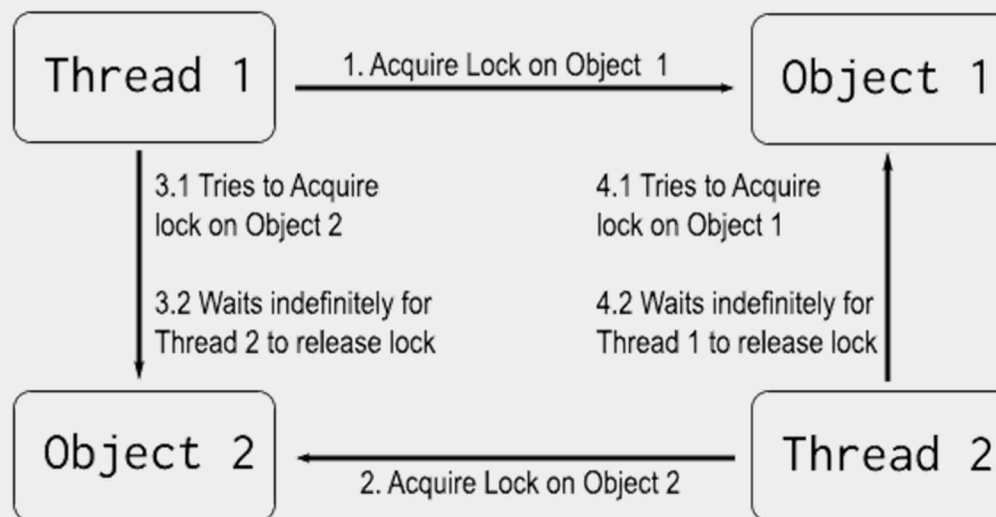 Thread 1
1. Acquire Lock on Object 1
Object 1
3.1 Tries to Acquire
lock on Object 2
4.1 Tries to Acquire
lock on Object 1
3.2 Waits indefinitely for
Thread 2 to release lock
4.2 Waits indefinitely for
Thread 1 to release lock
Object 2
2. Acquire Lock on Object 2
Thread 2